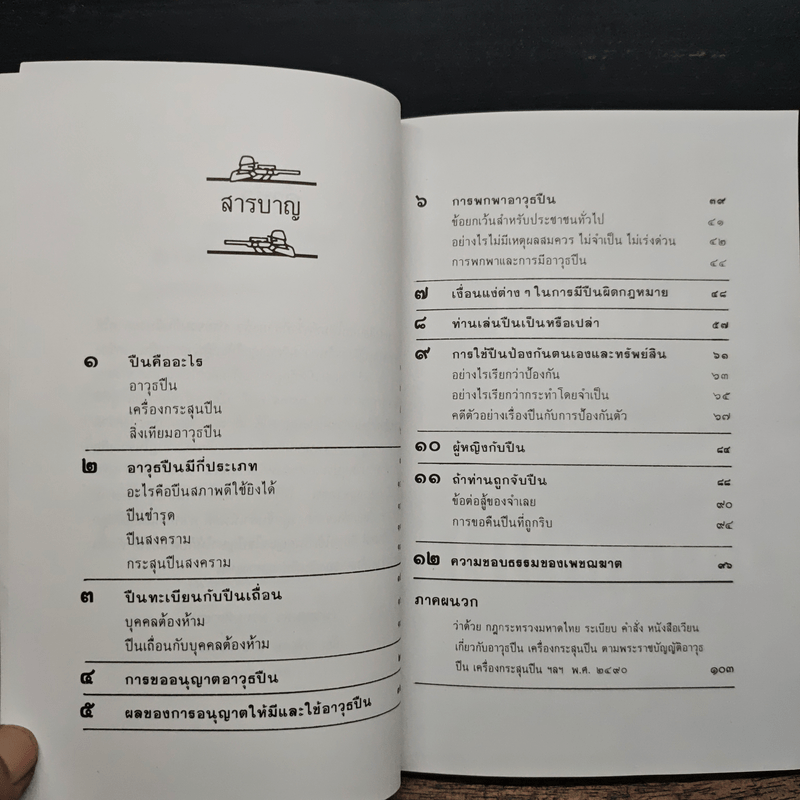 สารบาญ
๑ ปืนคืออะไร
อาวุธปืน
เครื่องกระสุนปืน
สิ่งเทียมอาวุธปืน
๒ อาวุธปืนมีกี่ประเภท
อะไรคือปืนสภาพดีใช้ยิงได้
ปืนชำรุด
ปืนสงคราม
กระสุนปืนสงคราม
๓ ปืนทะเบียนกับปืนเถื่อน
บุคคลต้องห้าม
ปืนเถื่อนกับบุคคลต้องห้าม
๔ การขออนุญาตอาวุธปืน
๕ ผลของการอนุญาตให้มีและใช้อาวุธปืน
๖ การพกพาอาวุธปืน ๓๙
ข้อยกเว้นสำหรับประชาชนทั่วไป ๔๑
อย่างไรไม่มีเหตุผลสมควร ไม่จำเป็น ไม่เร่งด่วน ๔๒
การพกพาและการมีอาวุธปืน ๔๔
๗ เงื่อนแง่ต่าง ๆ ในการมีปืนผิดกฎหมาย ๔๘
๘ ท่านเล่นปืนเป็นหรือเปล่า ๕๗
๙ การใช้ปืนป้องกันตนเองและทรัพย์สิน ๖๑
อย่างไรเรียกว่าป้องกัน ๖๓
อย่างไรเรียกว่ากระทำโดยจำเป็น ๖๕
คดีตัวอย่างเรื่องปืนกับการป้องกันตัว ๖๗
๑๐ ผู้หญิงกับปืน ๘๔
๑๑ ถ้าท่านถูกจับปืน ๘๘
ข้อต่อสู้ของจำเลย ๙๐
การขอคืนปืนที่ถูกริบ ๙๔
๑๒ ความชอบธรรมของเพชฌฆาต ๙๖
ภาคผนวก
ว่าด้วย กฎกระทรวงมหาดไทย ระเบียบ คำสั่ง หนังสือเวียน
เกี่ยวกับอาวุธปืน เครื่องกระสุนปืน ตามพระราชบัญญัติอาวุธ
ปืน เครื่องกระสุนปืน ฯลฯ พ.ศ. ๒๔๙๐ ๑๐๓